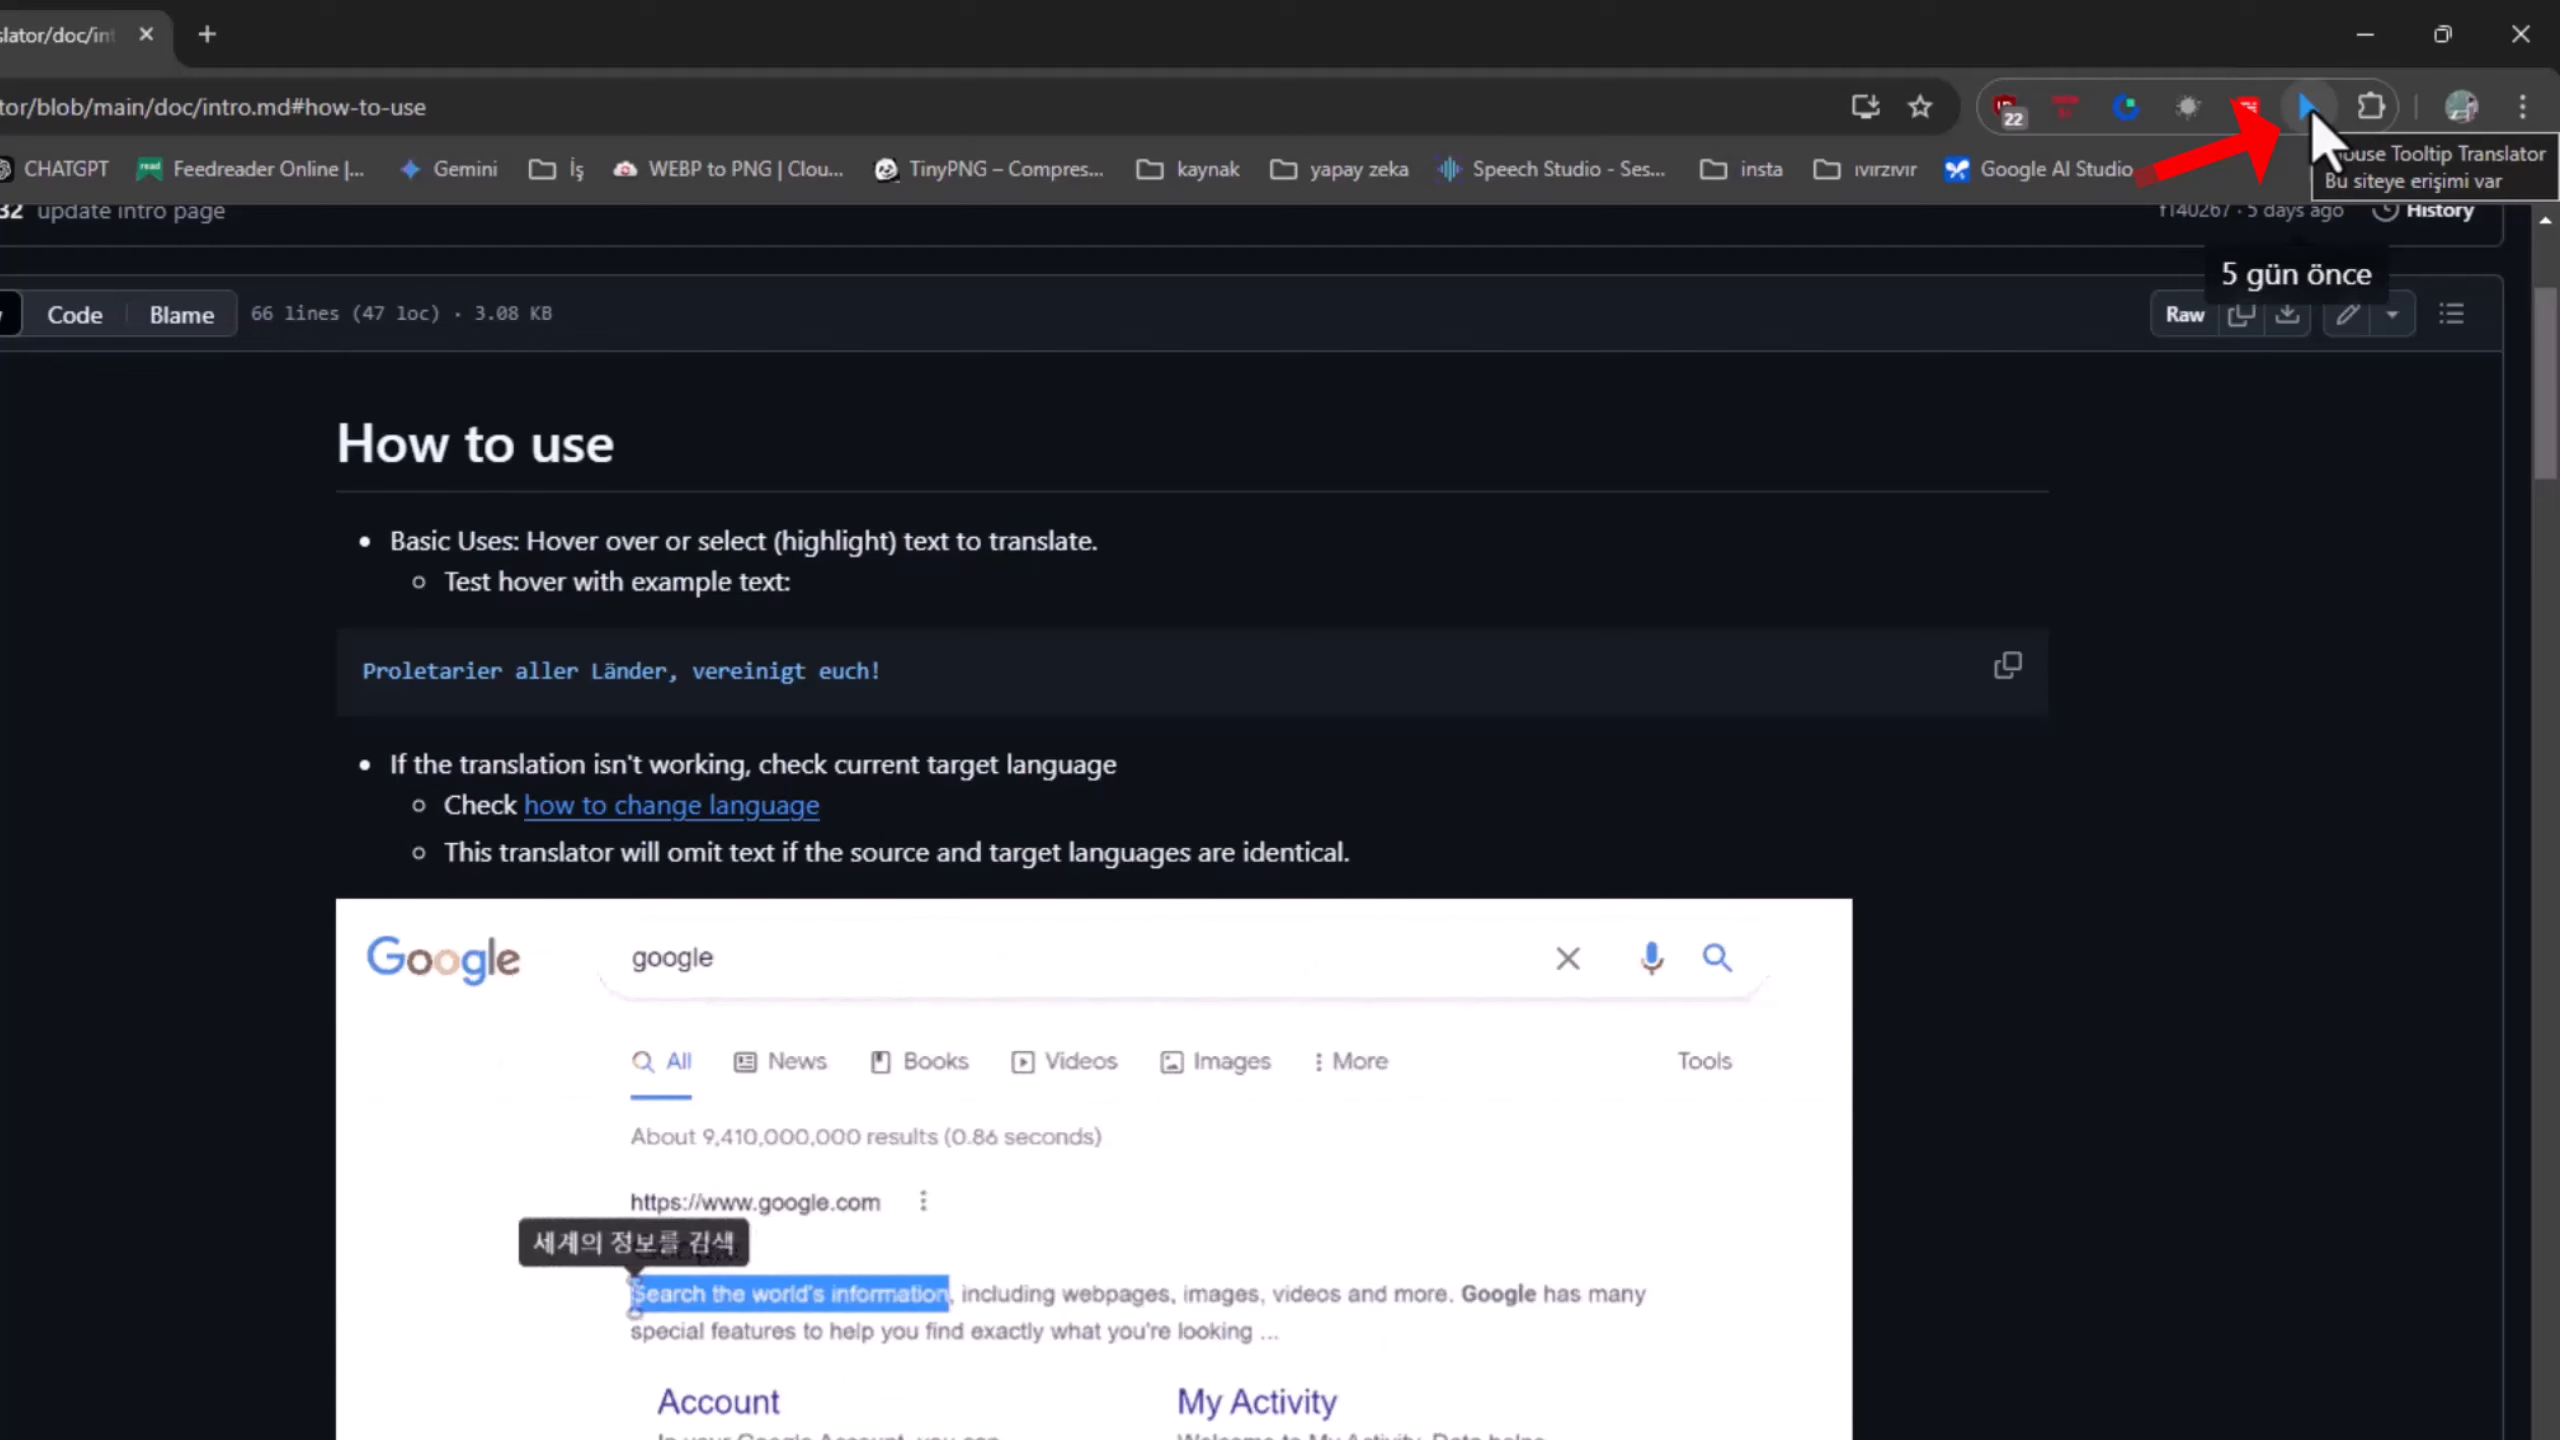 slator/doc/int
tor/blob/main/doc/intro.md#how-to-use
22
CHATGPT
read
Feedreader Online |...
Gemini
İş
WEBP to PNG | Clou...
TinyPNG – Compres...
kaynak
yapay zeka
Speech Studio - Ses...
insta
ıvırzıvır
Google AI Studio
ouse Tooltip Translator
Bu siteye erişimi var
32 update intro page
f140267 · 5 days ago
History
5 gün önce
Code
Blame
66 lines (47 loc) · 3.08 KB
Raw
How to use
Basic Uses: Hover over or select (highlight) text to translate.
Test hover with example text:
Proletarier aller Länder, vereinigt euch!
If the translation isn't working, check current target language
Check how to change language
This translator will omit text if the source and target languages are identical.
Google
google
All
News
Books
Videos
Images
More
Tools
About 9,410,000,000 results (0.86 seconds)
https://www.google.com
세계의 정보를 검색
Search the world's information, including webpages, images, videos and more. Google has many
special features to help you find exactly what you're looking ...
Account
My Activity